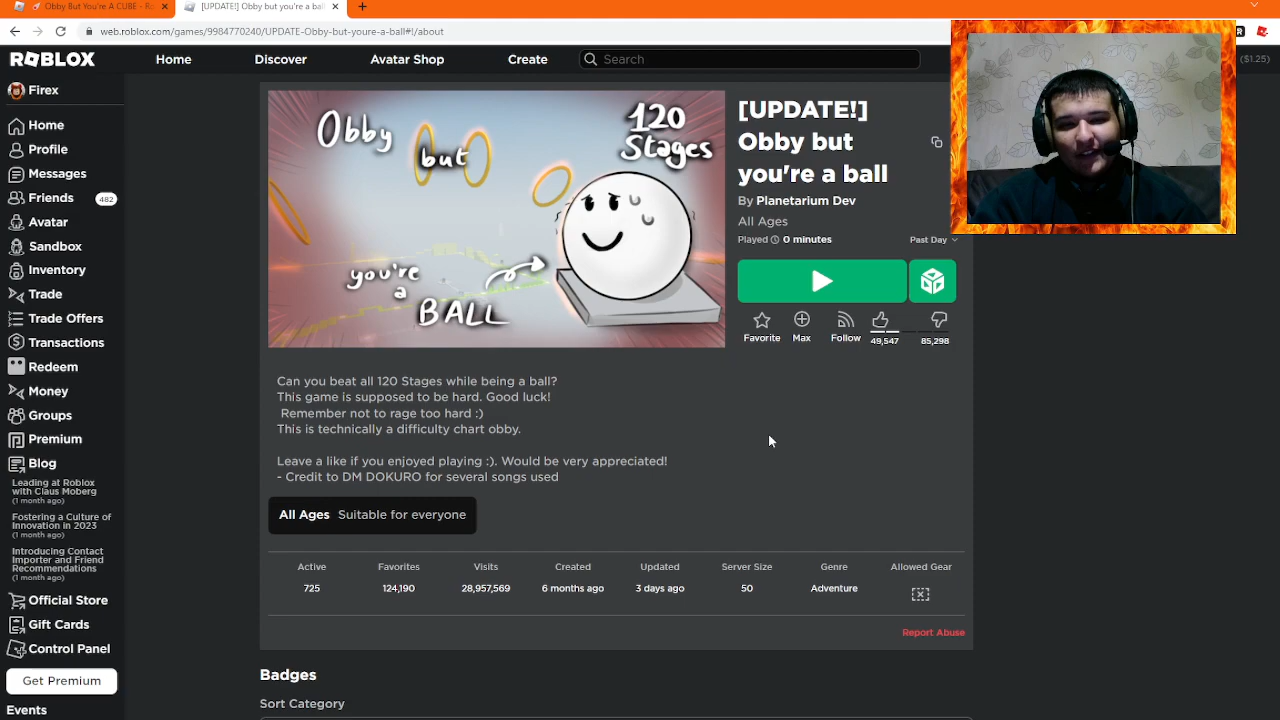 Obby But You're A CUBE - Ro
[UPDATE!] Obby but you're a ball
web.roblox.com/games/9984770240/UPDATE-Obby-but-youre-a-ball#!/about
ROBLOX
Home
Discover
Avatar Shop
Create
Search
($1.25)
Firex
Home
Profile
Messages
Friends
482
Avatar
Sandbox
Inventory
Trade
Trade Offers
Transactions
Redeem
Money
Groups
Premium
Blog
Leading at Roblox
with Claus Moberg
(1 month ago)
Fostering a Culture of
Innovation in 2023
(1 month ago)
Introducing Contact
Importer and Friend
Recommendations
(1 month ago)
Official Store
Gift Cards
Control Panel
Get Premium
Events
Obby
but
you're
a
BALL
120
Stages
[UPDATE!]
Obby but
you're a ball
By Planetarium Dev
All Ages
Played 0 minutes
Past Day
Favorite
Max
Follow
49,547
85,298
Can you beat all 120 Stages while being a ball?
This game is supposed to be hard. Good luck!
Remember not to rage too hard :)
This is technically a difficulty chart obby.
Leave a like if you enjoyed playing :). Would be very appreciated!
- Credit to DM DOKURO for several songs used
All Ages Suitable for everyone
Active
Favorites
Visits
Created
Updated
Server Size
Genre
Allowed Gear
725
124,190
28,957,569
6 months ago
3 days ago
50
Adventure
Report Abuse
Badges
Sort Category